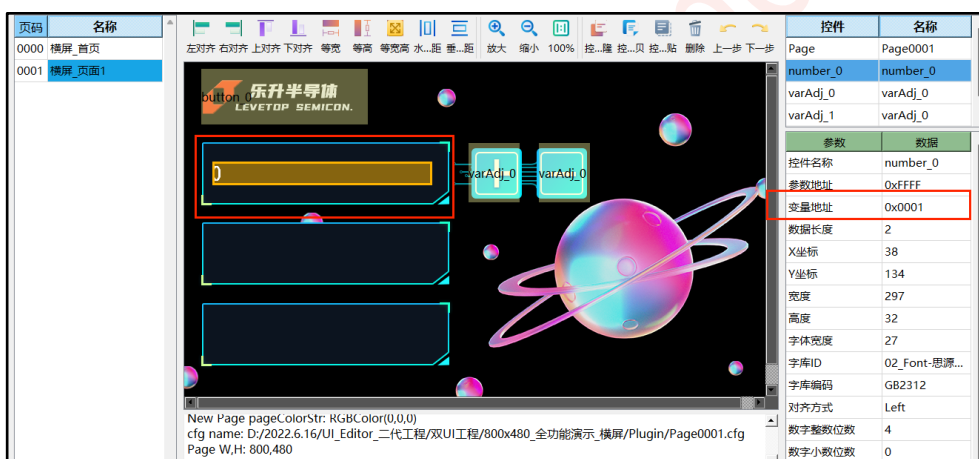 页码 名称
0000 横屏_首页
0001 横屏_页面1
左对齐 右对齐 上对齐 下对齐 等宽 等高 等宽高 水...距 垂...距 放大 缩小 100% 控...隆 控...贝 控...贴 删除 上一步 下一步
button_0
乐升半导体
LEVETOP SEMICON.
0
varAdj_0 varAdj_0
New Page pageColorStr: RGBColor(0,0,0)
cfg name: D:/2022.6.16/UI_Editor_二代工程/双UI工程/800x480_全功能演示_横屏/Plugin/Page0001.cfg
Page W,H: 800,480
控件 名称
Page Page0001
number_0 number_0
varAdj_0 varAdj_0
varAdj_1 varAdj_0
参数 数据
控件名称 number_0
参数地址 0xFFFF
变量地址 0x0001
数据长度 2
X坐标 38
Y坐标 134
宽度 297
高度 32
字体宽度 27
字库ID 02_Font-思源...
字库编码 GB2312
对齐方式 Left
数字整数位数 4
数字小数位数 0